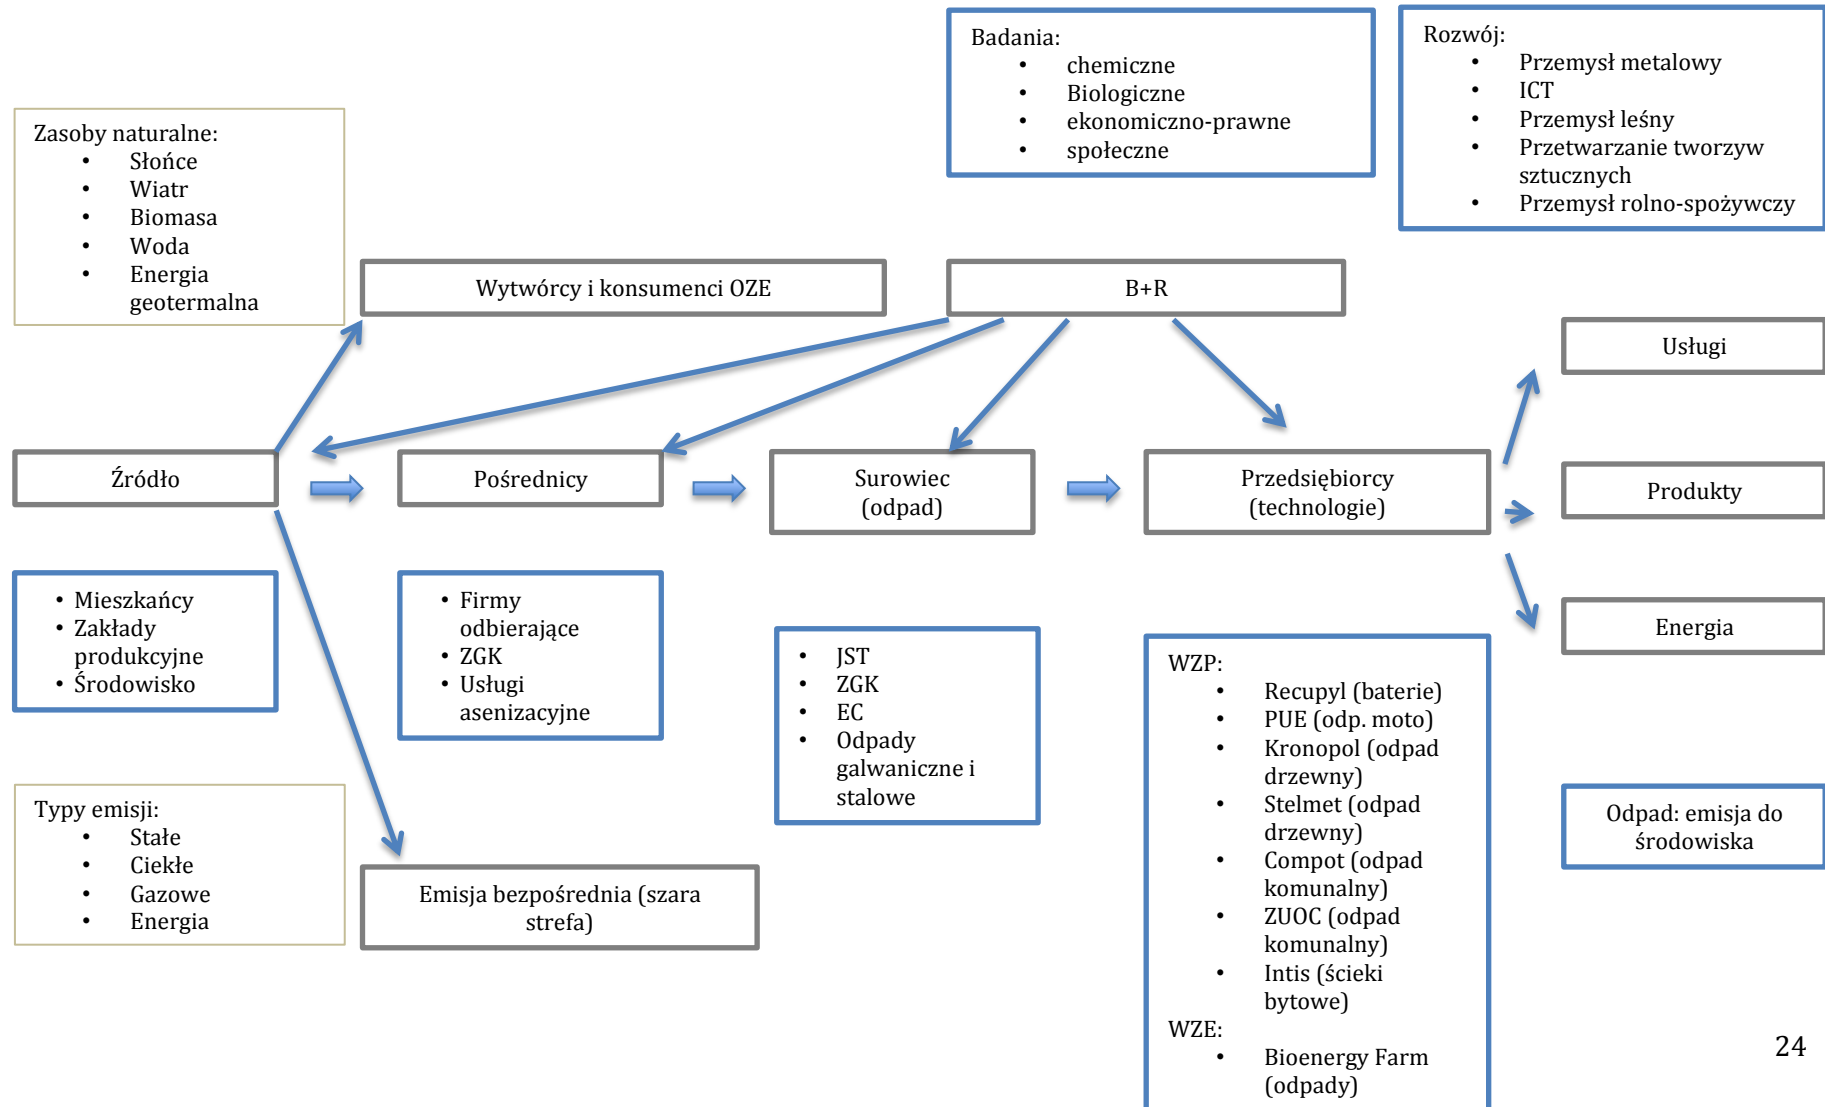 Badania:
• chemiczne
• Biologiczne
• ekonomiczno-prawne
• społeczne
Rozwój:
• Przemysł metalowy
• ICT
• Przemysł leśny
• Przetwarzanie tworzyw
sztucznych
• Przemysł rolno-spożywczy
Zasoby naturalne:
• Słońce
• Wiatr
• Biomasa
• Woda
• Energia
geotermalna
Wytwórcy i konsumenci OZE
B+R
Usługi
Źródło
Pośrednicy
Surowiec
(odpad)
Przedsiębiorcy
(technologie)
Produkty
Energia
• Mieszkańcy
• Zakłady
produkcyjne
• Środowisko
• Firmy
odbierające
• ZGK
• Usługi
asenizacyjne
• JST
• ZGK
• EC
• Odpady
galwaniczne i
stalowe
WZP:
• Recupyl (baterie)
• PUE (odp. moto)
• Kronopol (odpad
drzewny)
• Stelmet (odpad
drzewny)
• Compot (odpad
komunalny)
• ZUOC (odpad
komunalny)
• Intis (ścieki
bytowe)
WZE:
• Bioenergy Farm
(odpady)
Odpad: emisja do
środowiska
Typy emisji:
• Stałe
• Ciekłe
• Gazowe
• Energia
Emisja bezpośrednia (szara
strefa)
24